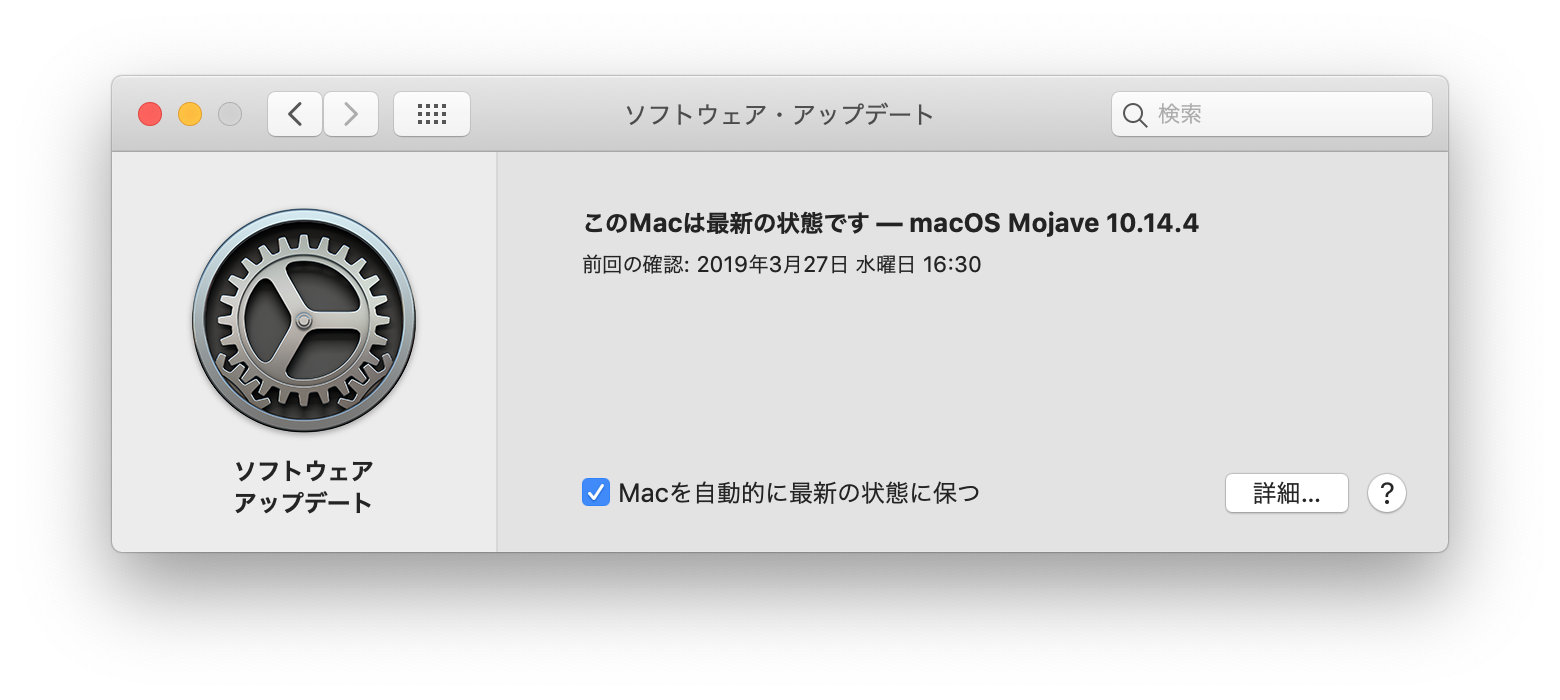 ソフトウェア・アップデート
検索
このMacは最新の状態です — macOS Mojave 10.14.4
前回の確認: 2019年3月27日 水曜日 16:30
ソフトウェア
アップデート
Macを自動的に最新の状態に保つ
詳細...
?